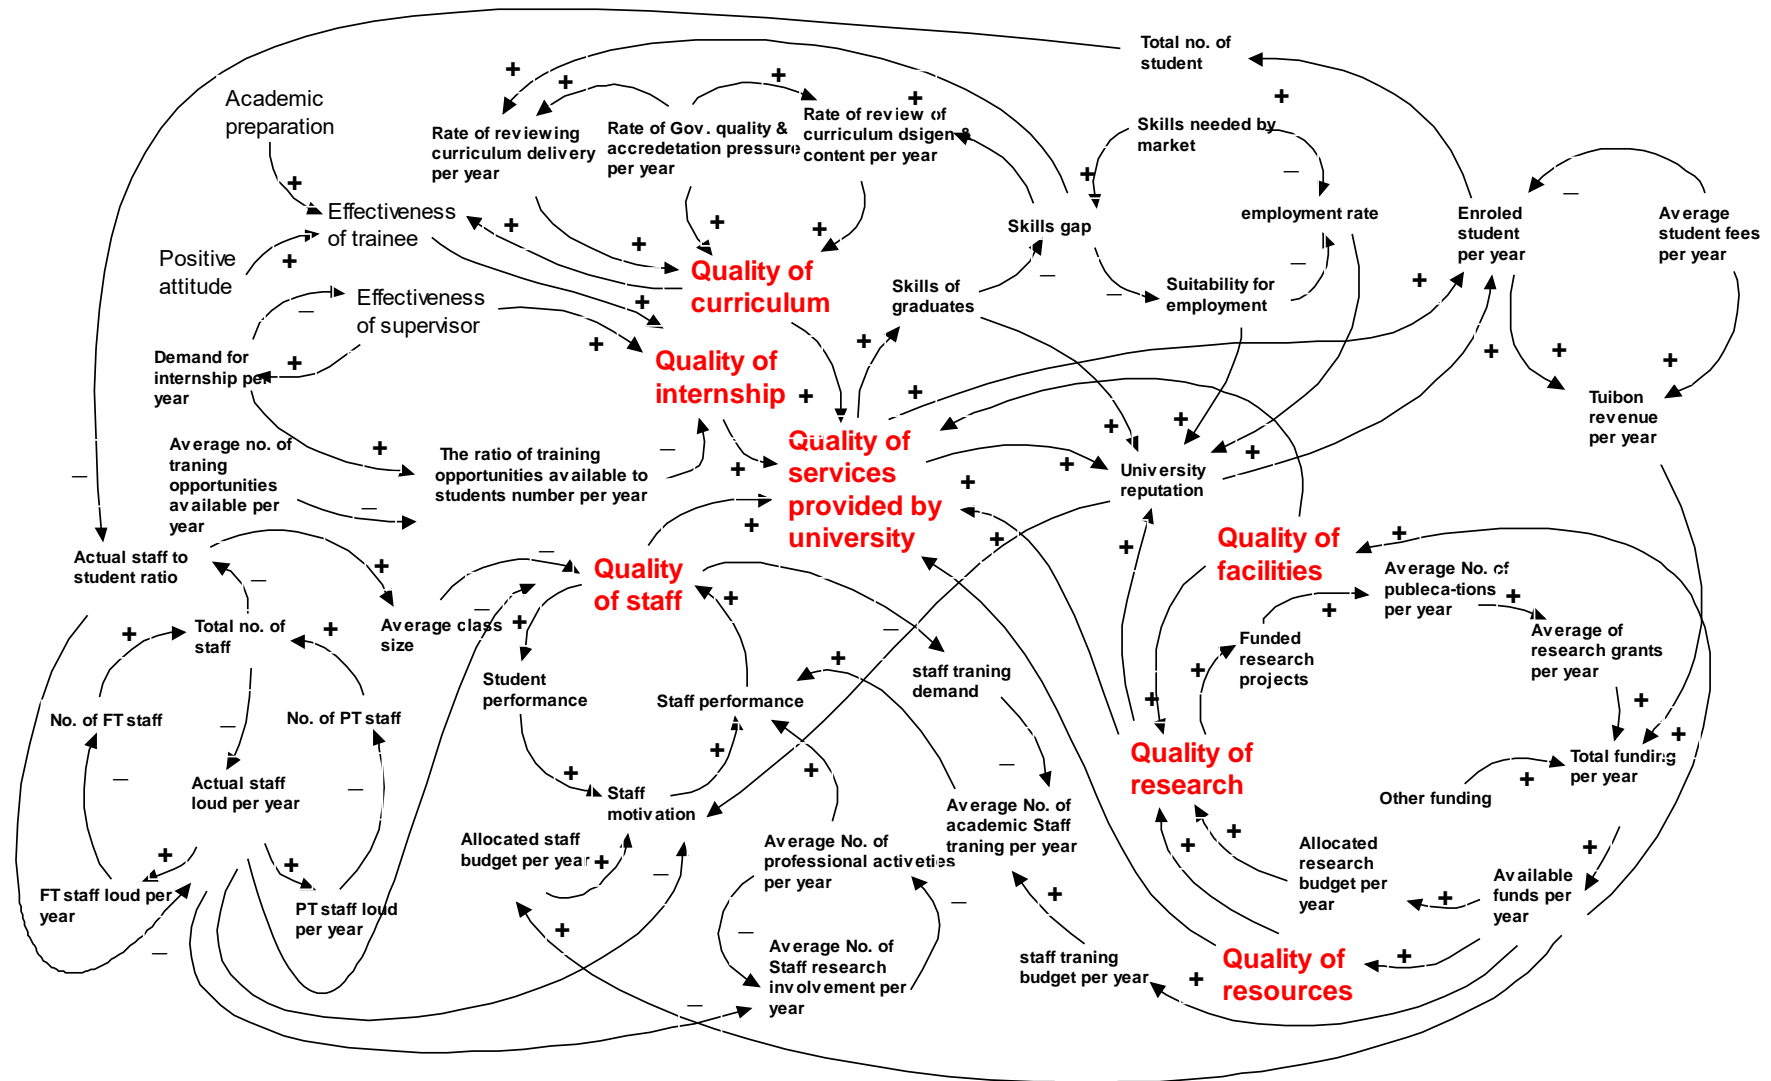 Total no. of
student
Academic
preparation
Rate of reviewing
curriculum delivery
per year
Rate of Gov. quality &
accredetation pressure
per year
Rate of review of
curriculum dsigen &
content per year
Skills needed by
market
Effectiveness
of trainee
Skills gap
employment rate
Enroled
student
per year
Average
student fees
per year
Positive
attitude
Quality of
curriculum
Skills of
graduates
Suitability for
employment
Effectiveness
of supervisor
Demand for
internship per
year
Quality of
internship
Tuibon
revenue
per year
Average no. of
traning
opportunities
available per
year
The ratio of training
opportunities available to
students number per year
Quality of
services
provided by
university
University
reputation
Actual staff to
student ratio
Quality
of staff
Quality of
facilities
Average No. of
publeca-tions
per year
Total no. of
staff
Average class
size
Funded
research
projects
Average of
research grants
per year
Student
performance
Staff performance
staff traning
demand
No. of FT staff
No. of PT staff
Quality of
research
Total funding
per year
Actual staff
loud per year
Staff
motivation
Other funding
Allocated staff
budget per year
Average No. of
professional activeties
per year
Average No. of
academic Staff
traning per year
Allocated
research
budget per
year
Available
funds per
year
FT staff loud per
year
PT staff loud
per year
Average No. of
Staff research
involvement per
year
staff traning
budget per year
Quality of
resources